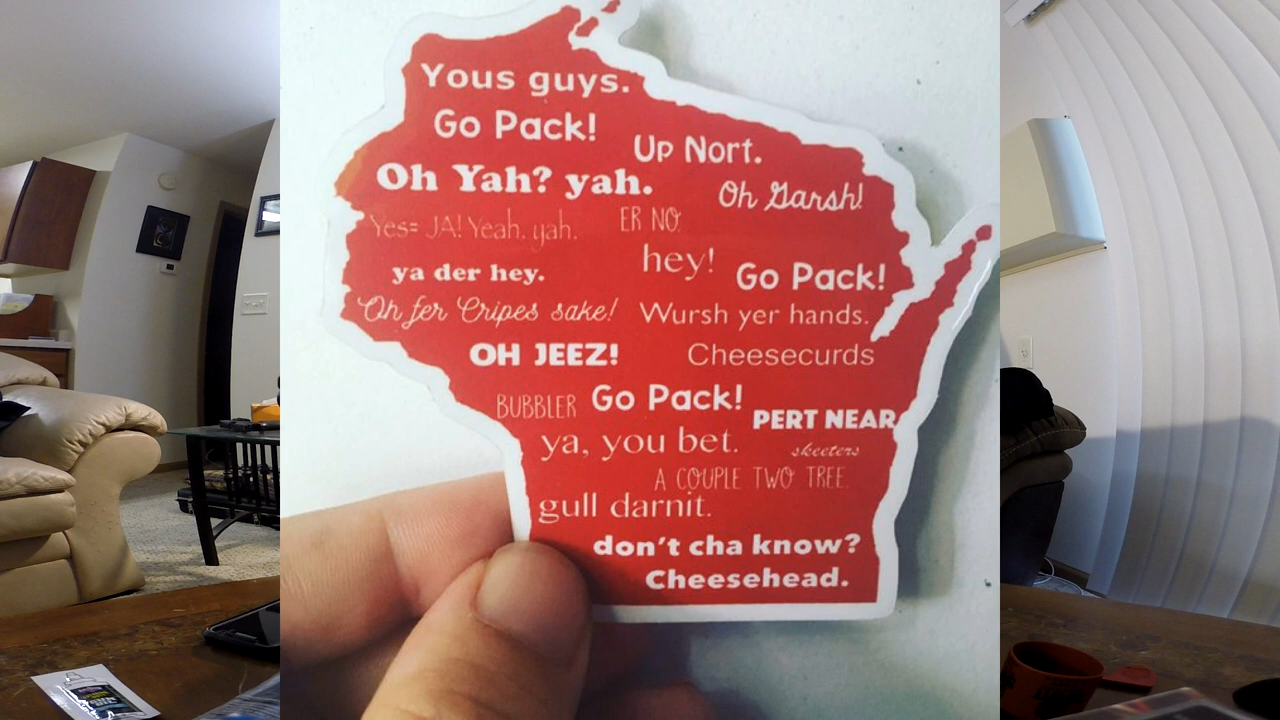 Yous guys.
Go Pack!
Up Nort.
Oh Yah? yah.
Oh Garsh!
Yes= JA! Yeah. yah.
ER NO.
hey!
ya der hey.
Go Pack!
Oh fer Cripes sake!
Wursh yer hands.
OH JEEZ!
Cheesecurds
BUBBLER
Go Pack!
PERT NEAR
ya, you bet.
skeeters
A COUPLE TWO TREE.
gull darnit.
don't cha know?
Cheesehead.